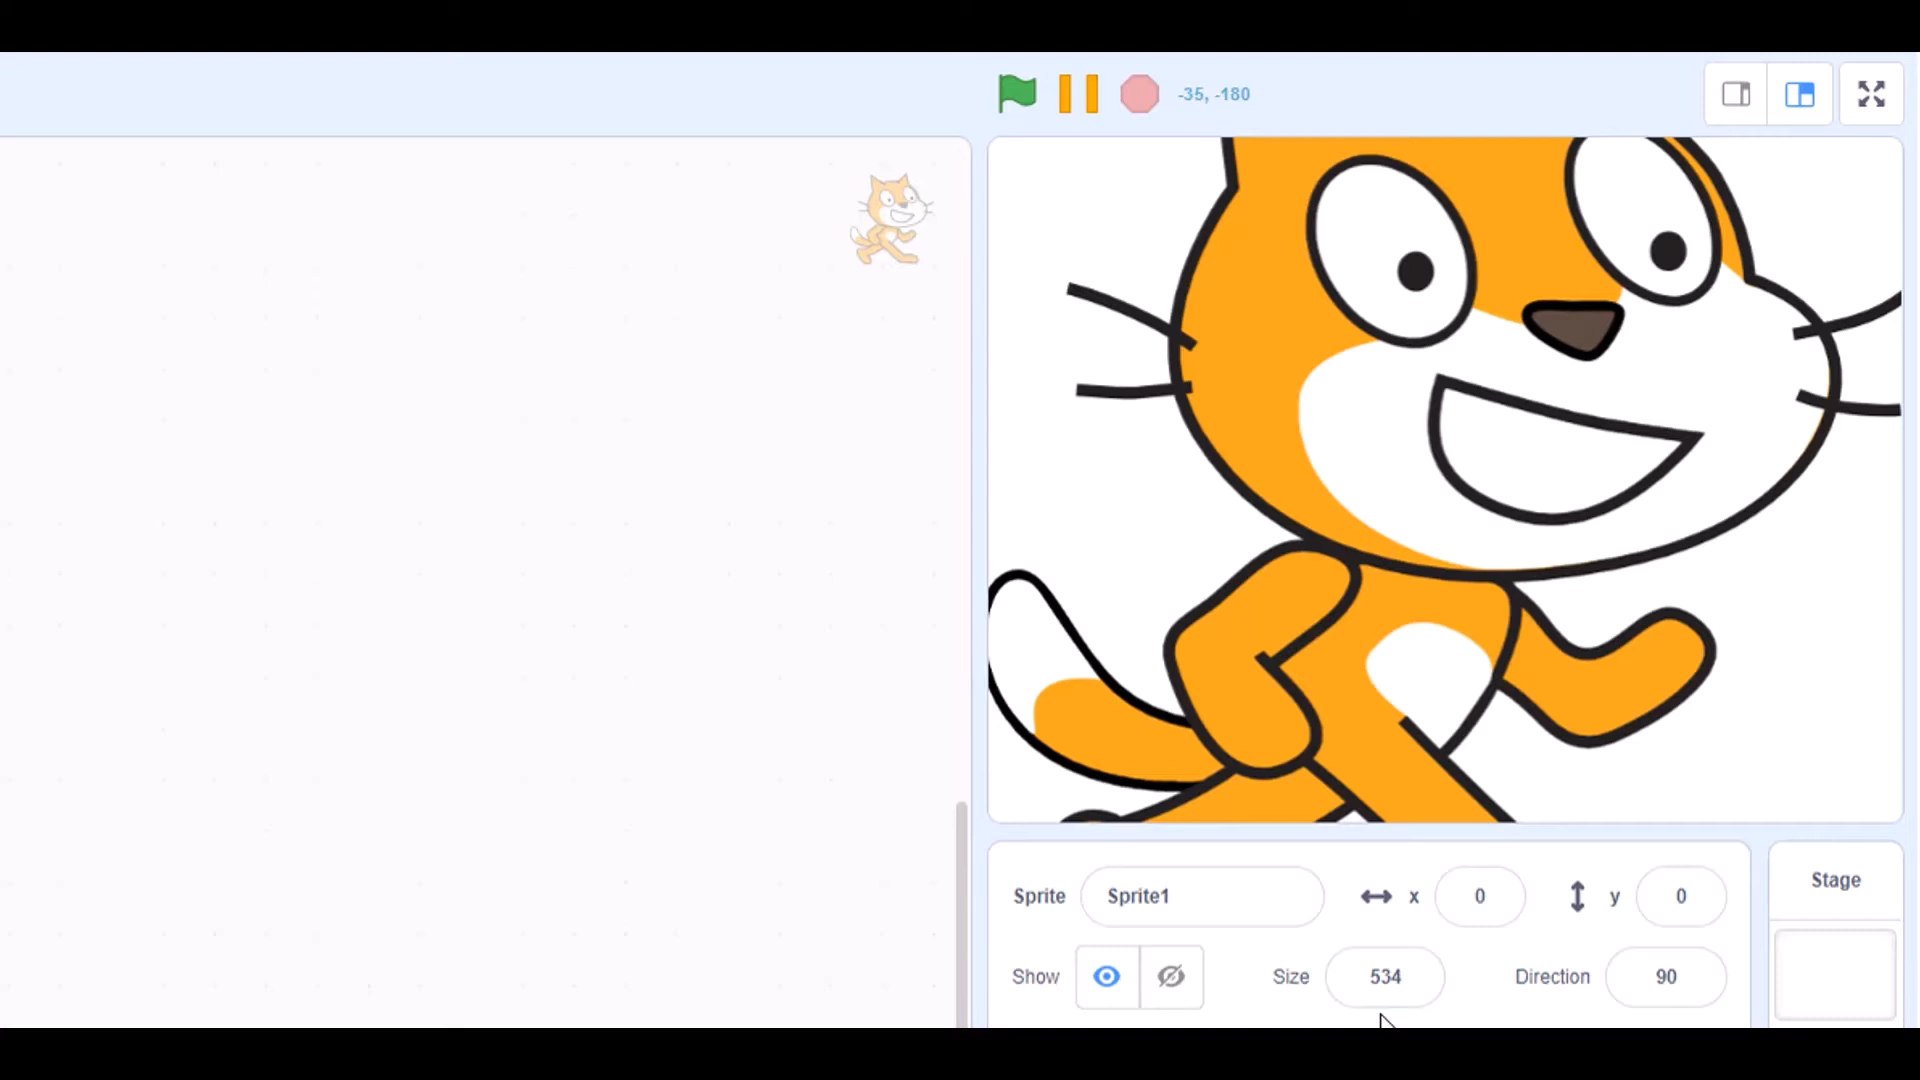 -35, -180
Sprite Sprite1 x 0 y 0
Stage
Show Size 534 Direction 90